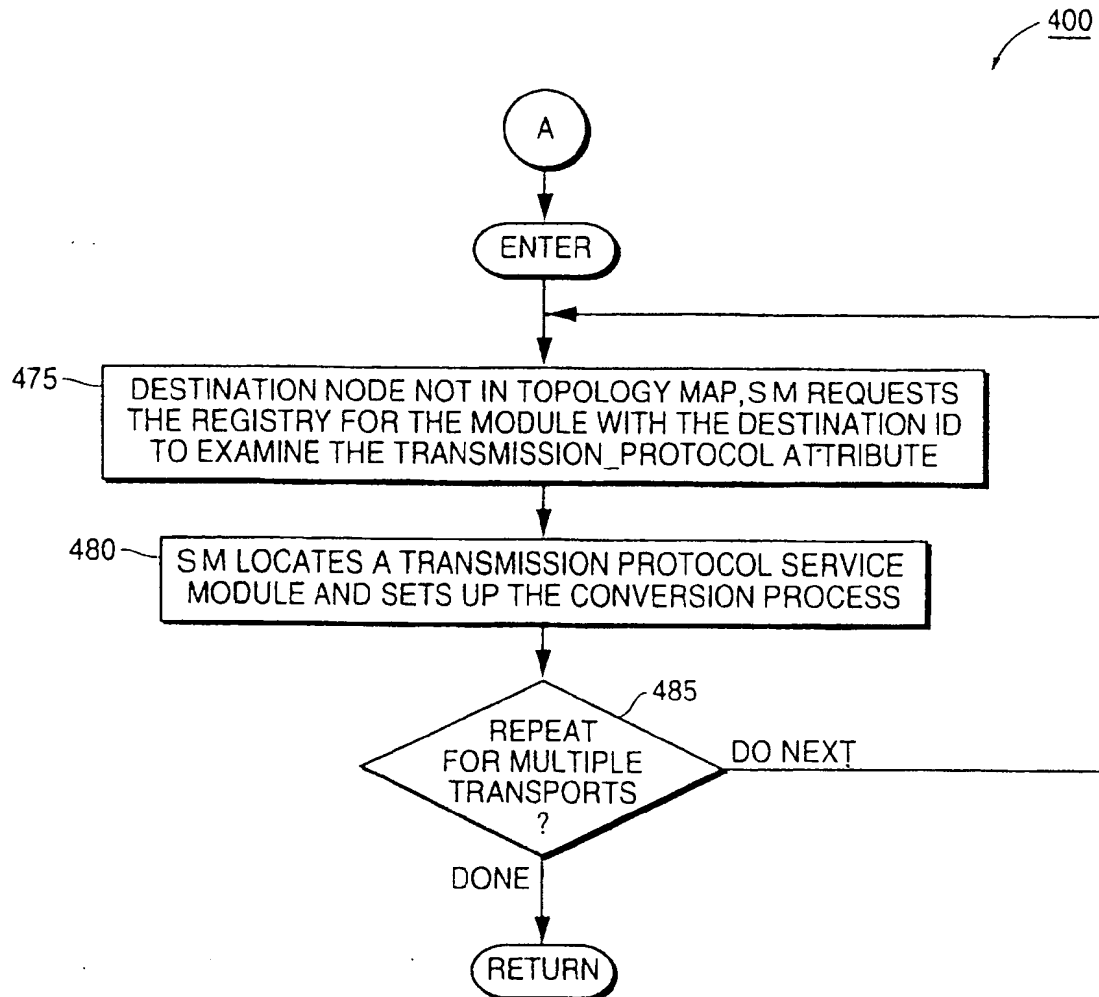 400
A
ENTER
475
DESTINATION NODE NOT IN TOPOLOGY MAP, SM REQUESTS
THE REGISTRY FOR THE MODULE WITH THE DESTINATION ID
TO EXAMINE THE TRANSMISSION_PROTOCOL ATTRIBUTE
480
SM LOCATES A TRANSMISSION PROTOCOL SERVICE
MODULE AND SETS UP THE CONVERSION PROCESS
485
REPEAT
FOR MULTIPLE
TRANSPORTS
?
DO NEXT
DONE
RETURN